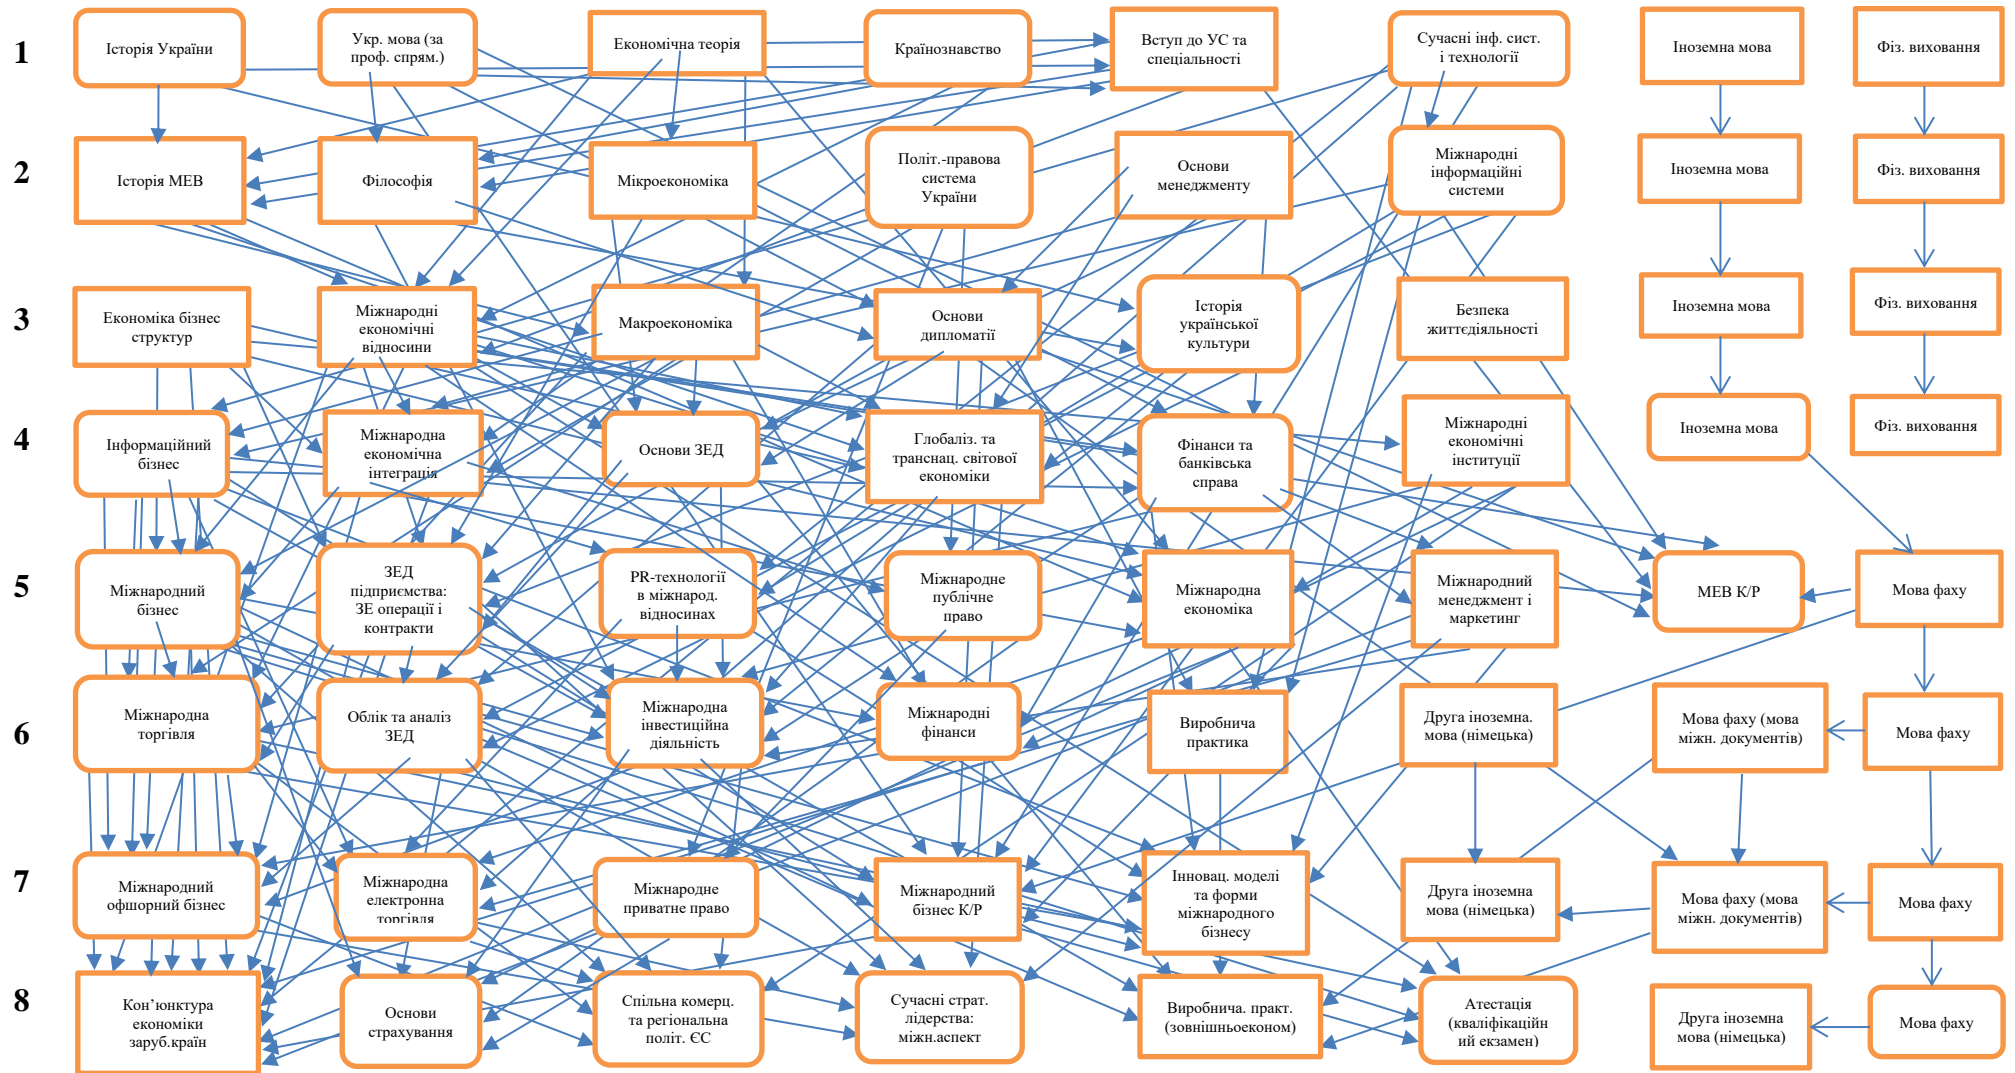 1
Історія України
Укр. мова (за
проф. спрям.)
Економічна теорія
Країнознавство
Вступ до УС та
спеціальності
Сучасні інф. сист.
і технології
Іноземна мова
Фіз. виховання
2
Історія МЕВ
Філософія
Мікроекономіка
Політ.-правова
система
України
Основи
менеджменту
Міжнародні
інформаційні
системи
Іноземна мова
Фіз. виховання
3
Економіка бізнес
структур
Міжнародні
економічні
відносини
Макроекономіка
Основи
дипломатії
Історія
української
культури
Безпека
життєдіяльності
Іноземна мова
Фіз. виховання
4
Інформаційний
бізнес
Міжнародна
економічна
інтеграція
Основи ЗЕД
Глобаліз. та
транснац. світової
економіки
Фінанси та
банківська
справа
Міжнародні
економічні
інституції
Іноземна мова
Фіз. виховання
5
Міжнародний
бізнес
ЗЕД
підприємства:
ЗЕ операції і
контракти
PR-технології
в міжнарод.
відносинах
Міжнародне
публічне
право
Міжнародна
економіка
Міжнародний
менеджмент і
маркетинг
МЕВ К/Р
Мова фаху
6
Міжнародна
торгівля
Облік та аналіз
ЗЕД
Міжнародна
інвестиційна
діяльність
Міжнародні
фінанси
Виробнича
практика
Друга іноземна.
мова (німецька)
Мова фаху (мова
міжн. документів)
Мова фаху
7
Міжнародний
офшорний бізнес
Міжнародна
електронна
торгівля
Міжнародне
приватне право
Міжнародний
бізнес К/Р
Інновац. моделі
та форми
міжнародного
бізнесу
Друга іноземна
мова (німецька)
Мова фаху (мова
міжн. документів)
Мова фаху
8
Кон’юнктура
економіки
заруб.країн
Основи
страхування
Спільна комерц.
та регіональна
політ. ЄС
Сучасні страт.
лідерства:
міжн.аспект
Виробнича. практ.
(зовнішньоеконом)
Атестація
(кваліфікаційн
ий екзамен)
Друга іноземна
мова (німецька)
Мова фаху